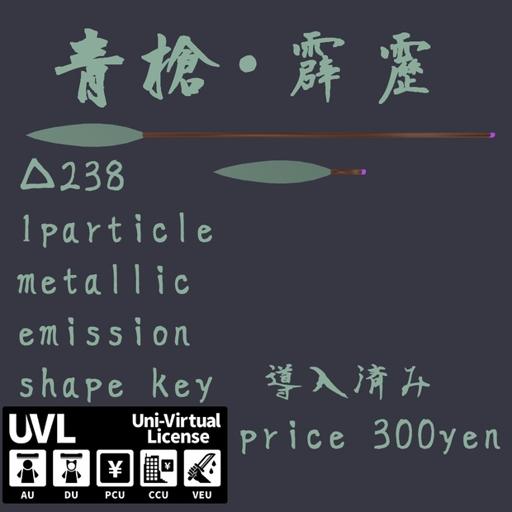 青槍・霹靂
△238
1particle
metallic
emission
shape key
導入済み
price 300yen
UVL
Uni-Virtual
License
¥
¥
AU DU PCU CCU VEU